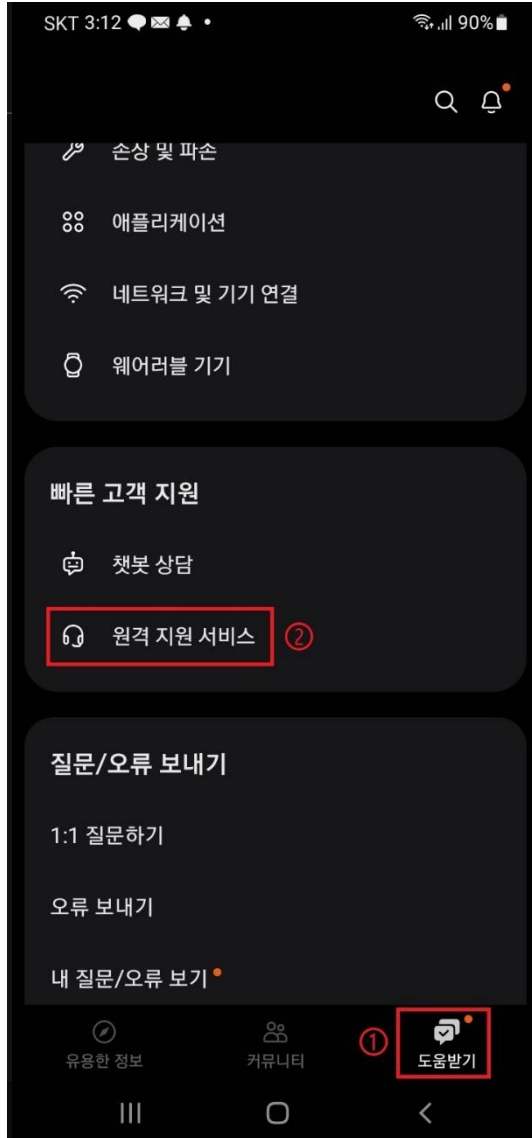 SKT 3:12 90%
손상 및 파손
애플리케이션
네트워크 및 기기 연결
웨어러블 기기
빠른 고객 지원
챗봇 상담
원격 지원 서비스 ②
질문/오류 보내기
1:1 질문하기
오류 보내기
내 질문/오류 보기
유용한 정보 커뮤니티 ① 도움받기